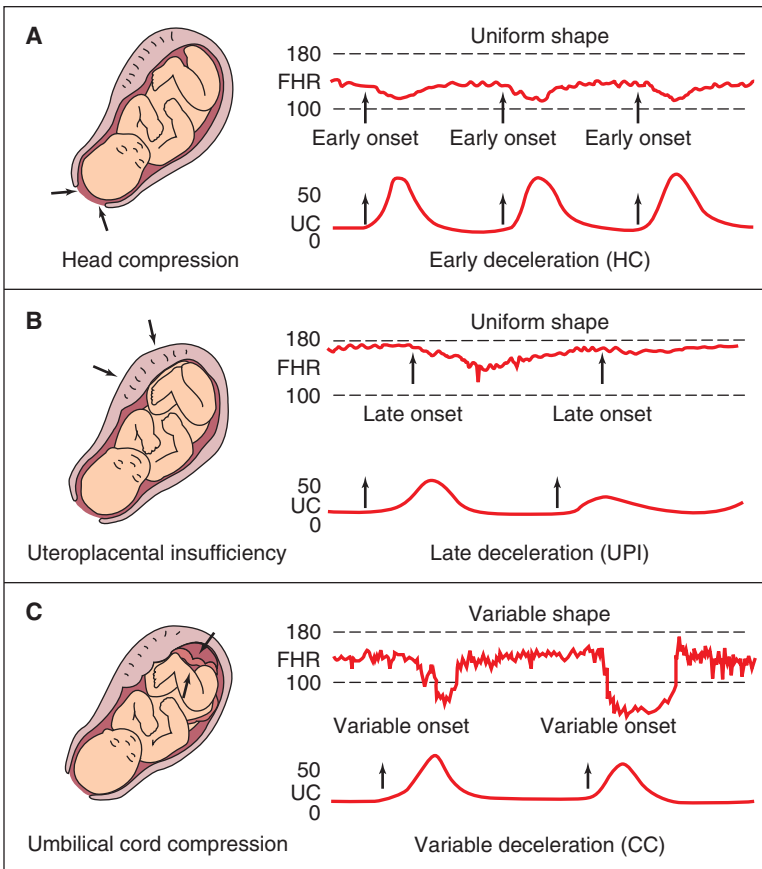 A
Uniform shape
180
FHR
100
Early onset Early onset Early onset
50
UC
0
Head compression
Early deceleration (HC)
B
Uniform shape
180
FHR
100
Late onset Late onset
50
UC
0
Uteroplacental insufficiency
Late deceleration (UPI)
C
Variable shape
180
FHR
100
Variable onset Variable onset
50
UC
0
Umbilical cord compression
Variable deceleration (CC)